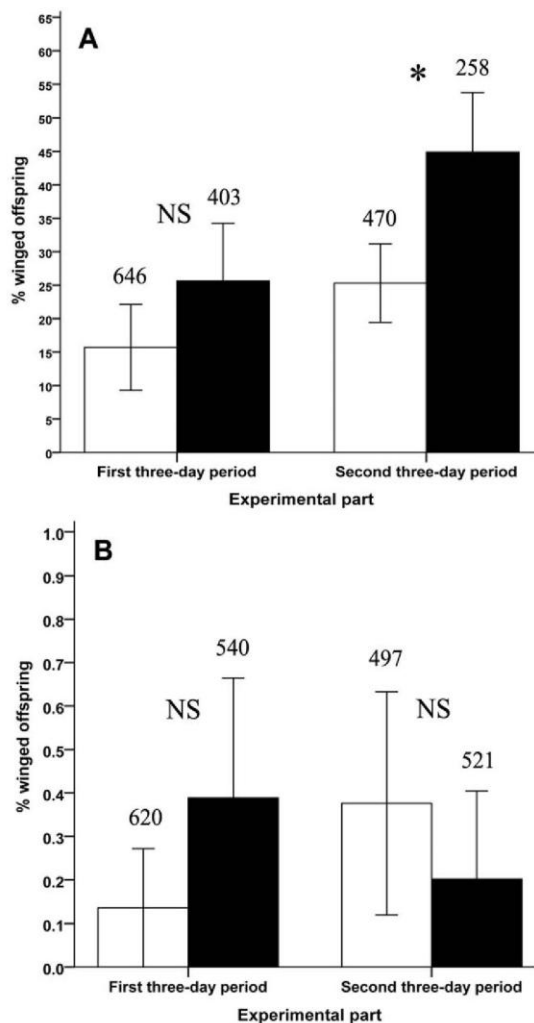 A
65
60
55
50
45
40
35
30
25
20
15
10
5
0
% winged offspring
646
NS
403
470
*
258
First three-day period
Second three-day period
Experimental part
B
1.0
0.9
0.8
0.7
0.6
0.5
0.4
0.3
0.2
0.1
0.0
% winged offspring
620
NS
540
497
NS
521
First three-day period
Second three-day period
Experimental part